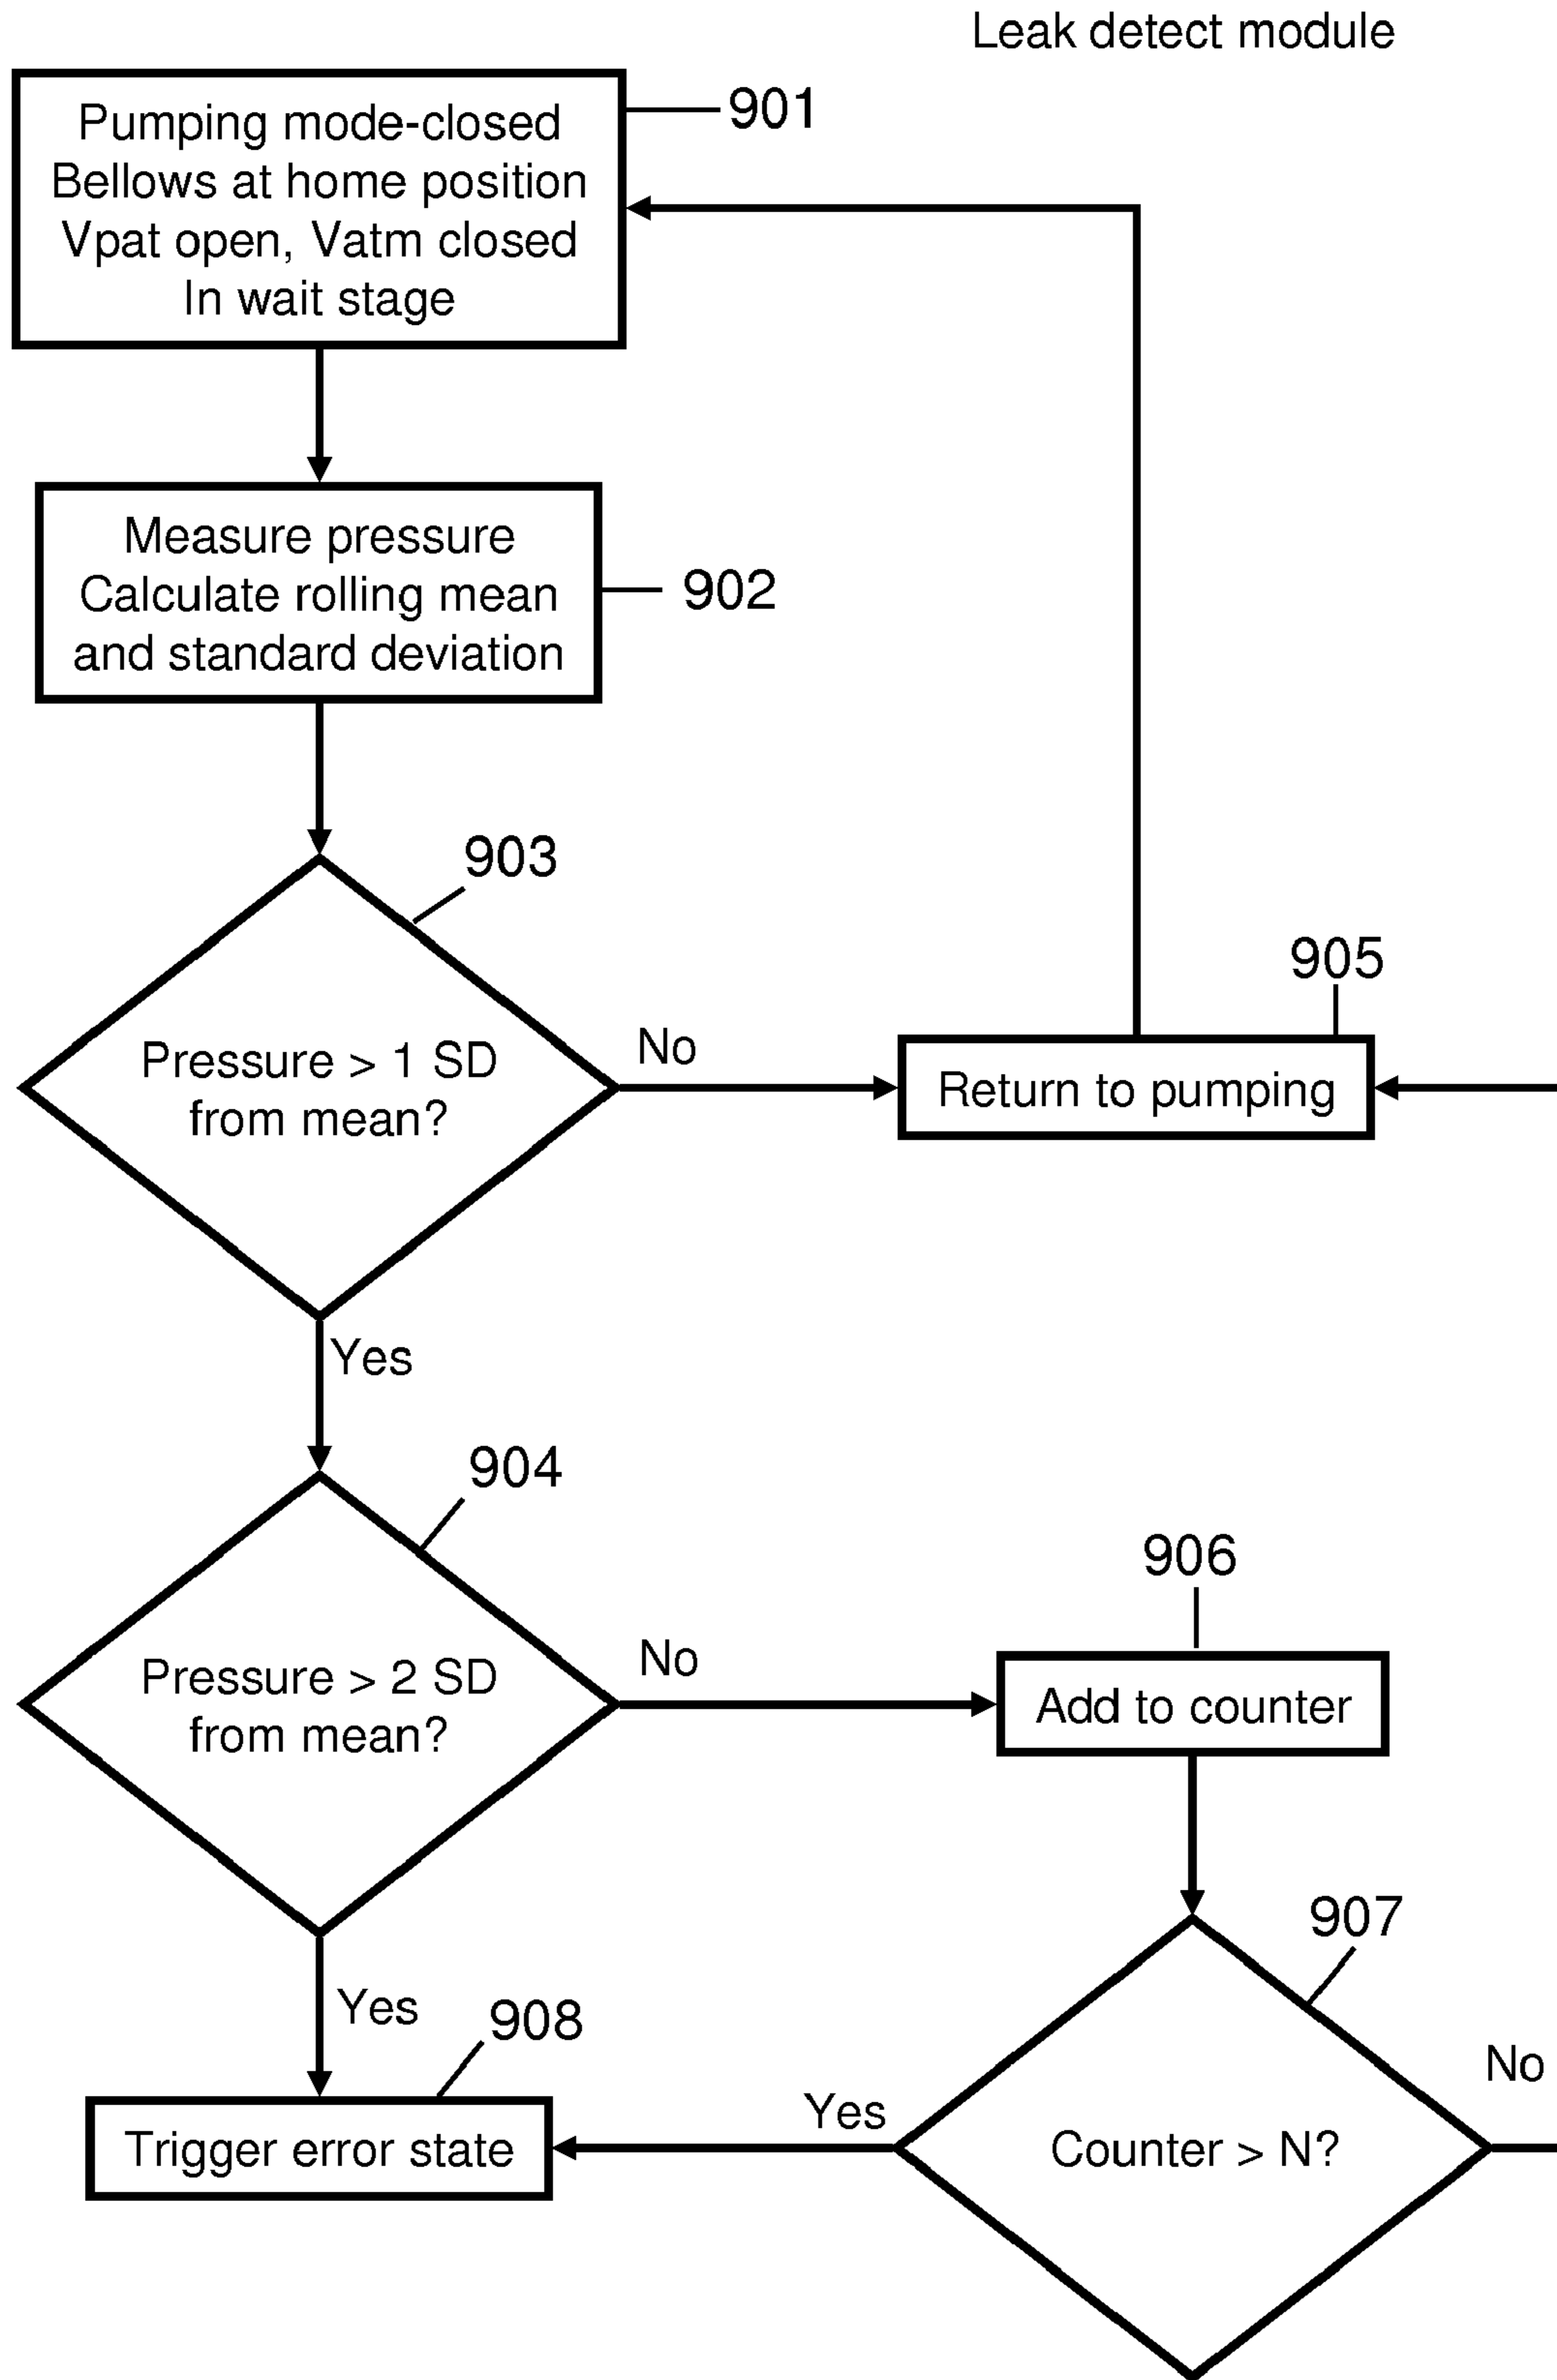 Leak detect module
Pumping mode-closed
Bellows at home position
Vpat open, Vatm closed
In wait stage
901
Measure pressure
Calculate rolling mean
and standard deviation
902
903
Pressure > 1 SD
from mean?
No
905
Return to pumping
Yes
904
Pressure > 2 SD
from mean?
No
906
Add to counter
907
Counter > N?
No
Yes
Yes
908
Trigger error state